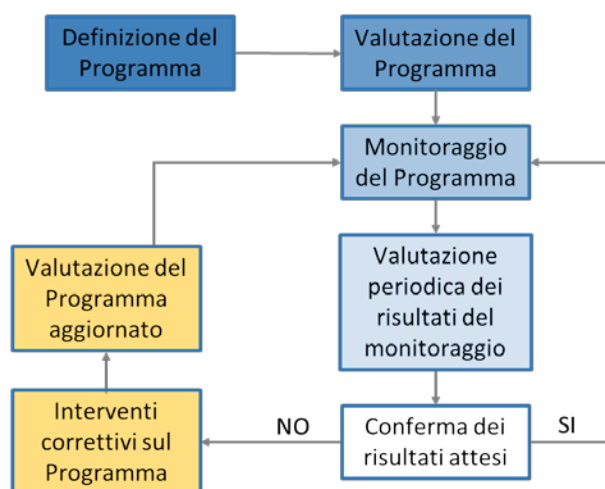 Definizione del
Programma
Valutazione del
Programma
Monitoraggio
del Programma
Valutazione
periodica dei
risultati del
monitoraggio
Valutazione del
Programma
aggiornato
Interventi
correttivi sul
Programma
NO
Conferma dei
risultati attesi
SI